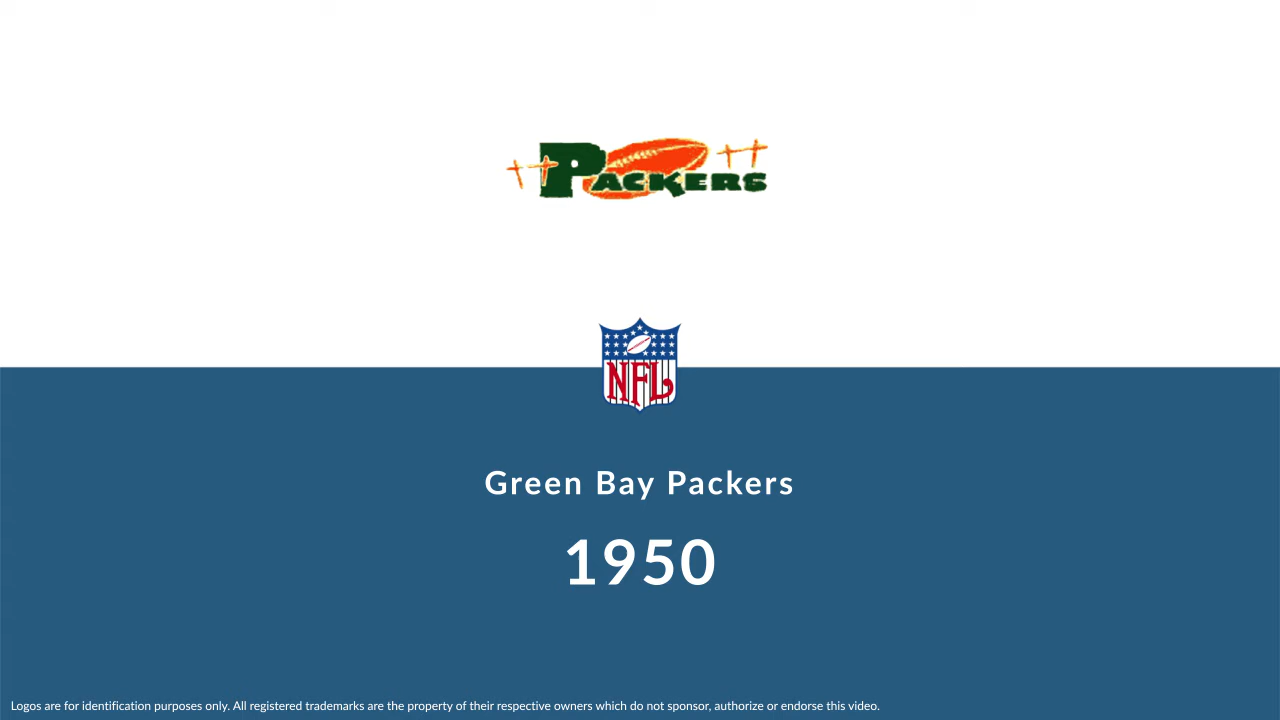 PACKERS
NFL
Green Bay Packers
1950
Logos are for identification purposes only. All registered trademarks are the property of their respective owners which do not sponsor, authorize or endorse this video.